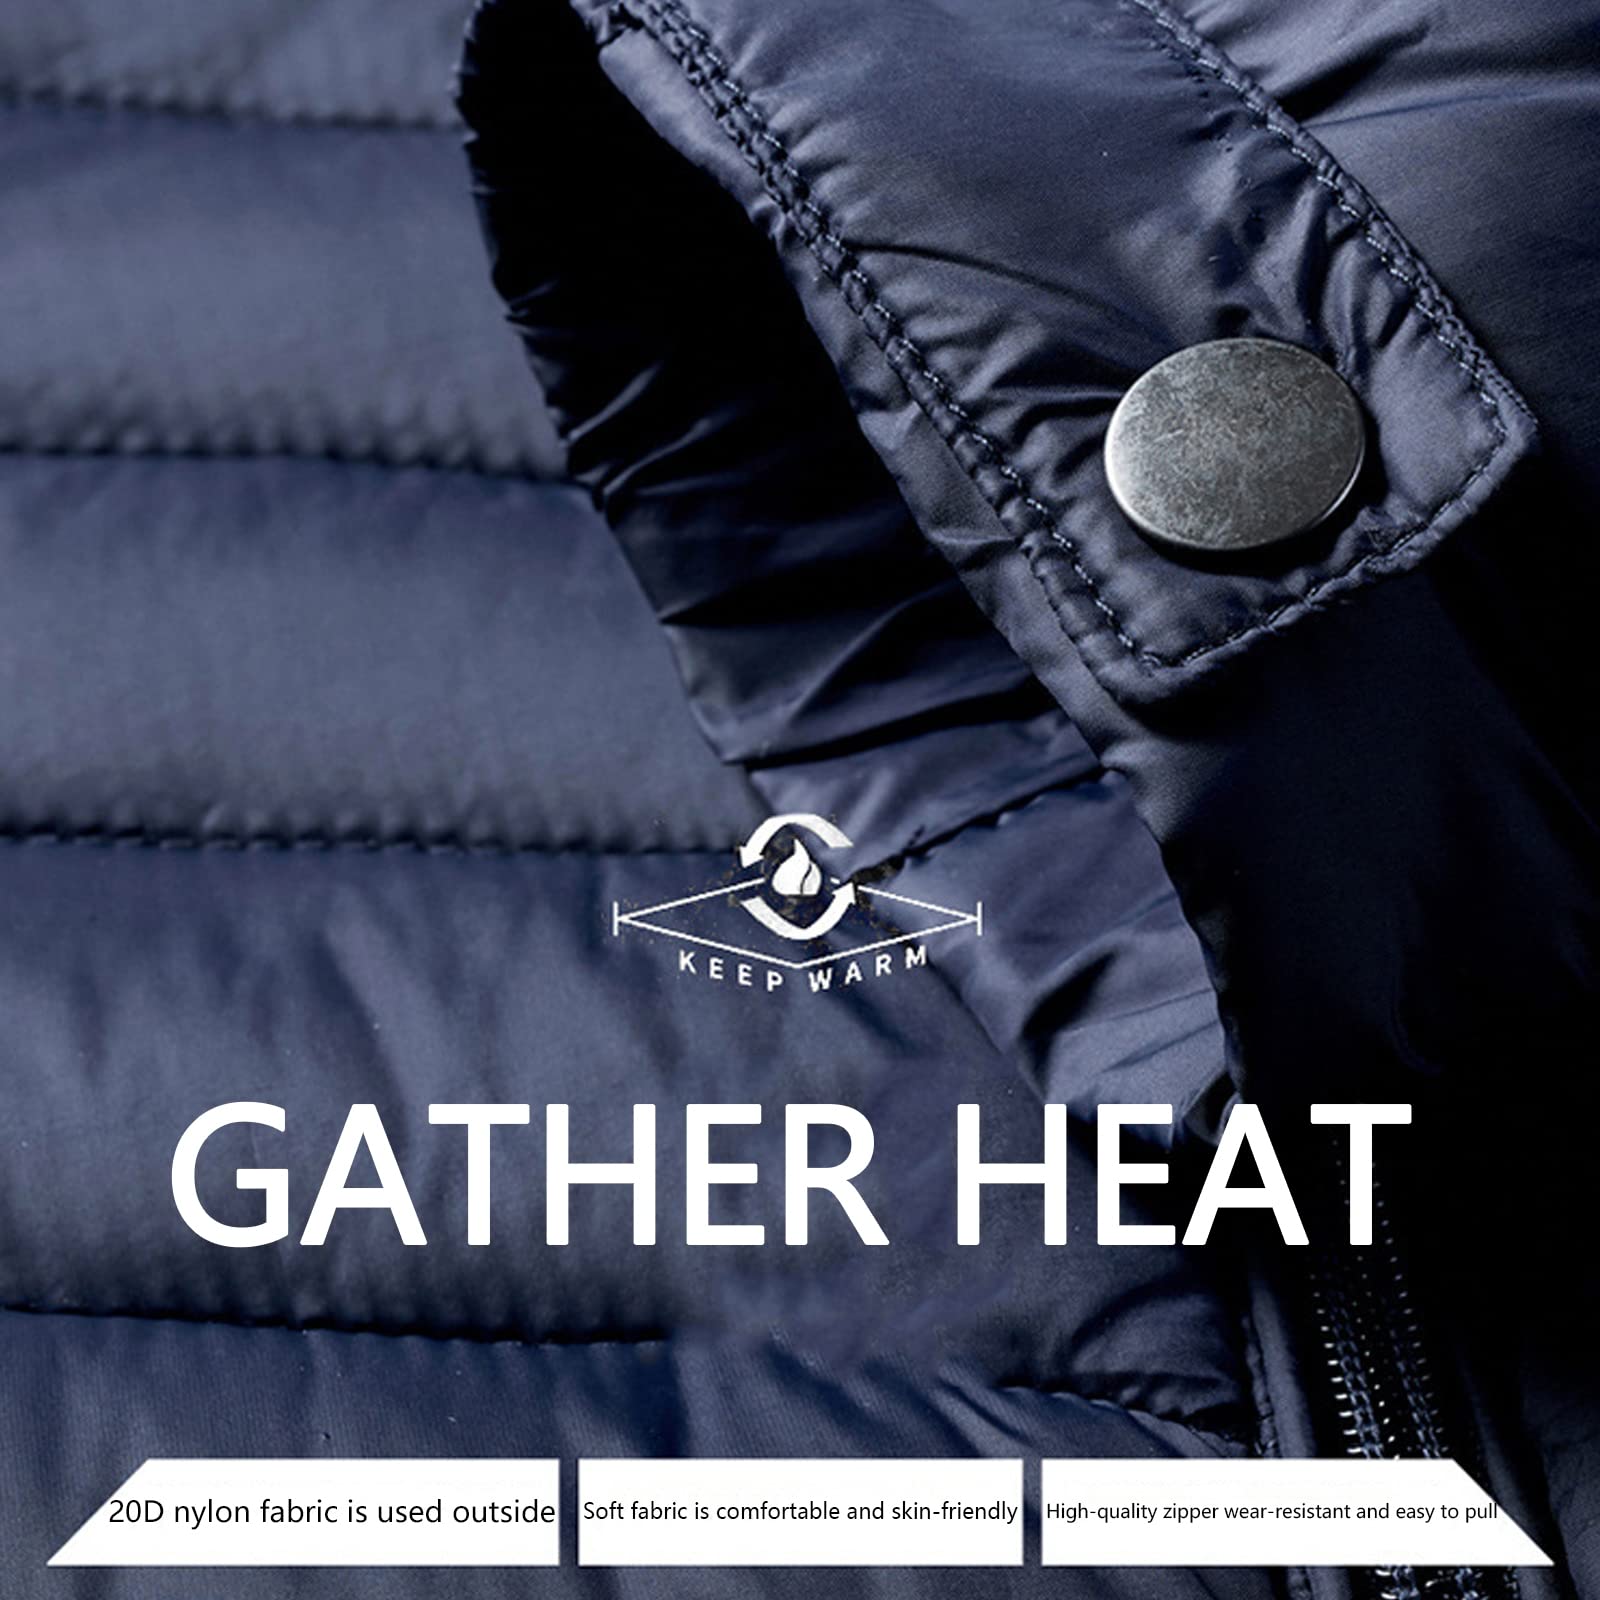 KEEP WARM
GATHER HEAT
20D nylon fabric is used outside
Soft fabric is comfortable and skin-friendly
High-quality zipper wear-resistant and easy to pull